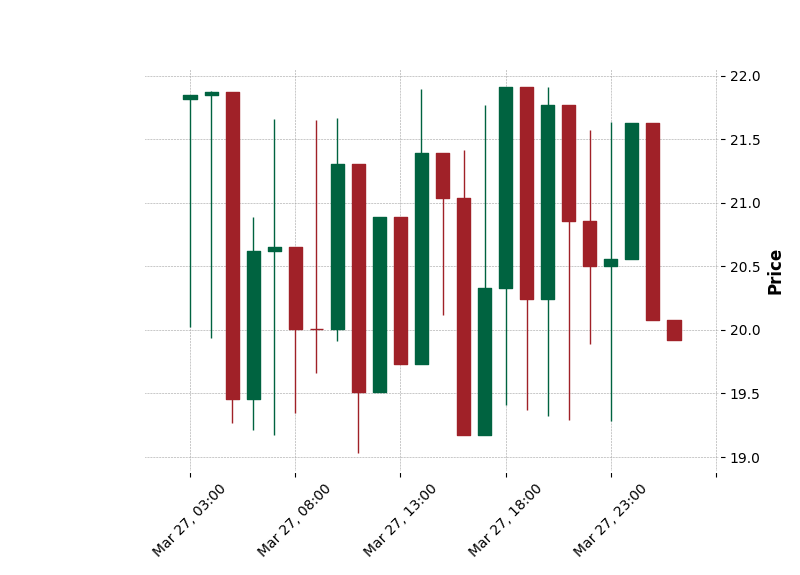 22.0
21.5
21.0
20.5
20.0
19.5
19.0
Price
Mar 27, 03:00
Mar 27, 08:00
Mar 27, 13:00
Mar 27, 18:00
Mar 27, 23:00